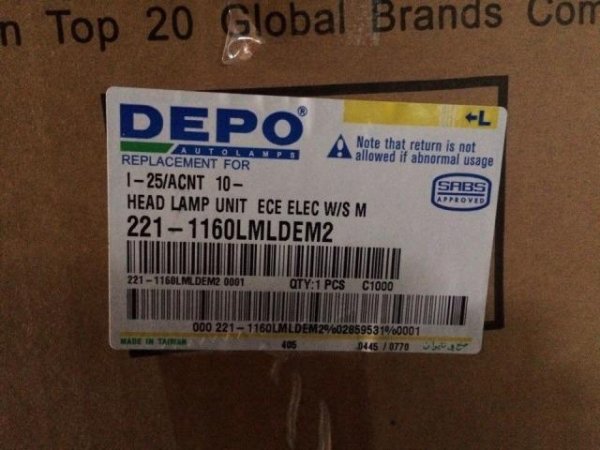 n Top 20 Global Brands Com
DEPO®
AUTOLAMPS
←L
Note that return is not
allowed if abnormal usage
REPLACEMENT FOR
I-25/ACNT 10-
HEAD LAMP UNIT ECE ELEC W/S M
221-1160LMLDEM2
SABS
APPROVED
221-1160LMLDEM2 0001 QTY:1 PCS C1000
000 221-1160LMLDEM2%02859531%0001
MADE IN TAIWAN 405 0445 / 0770